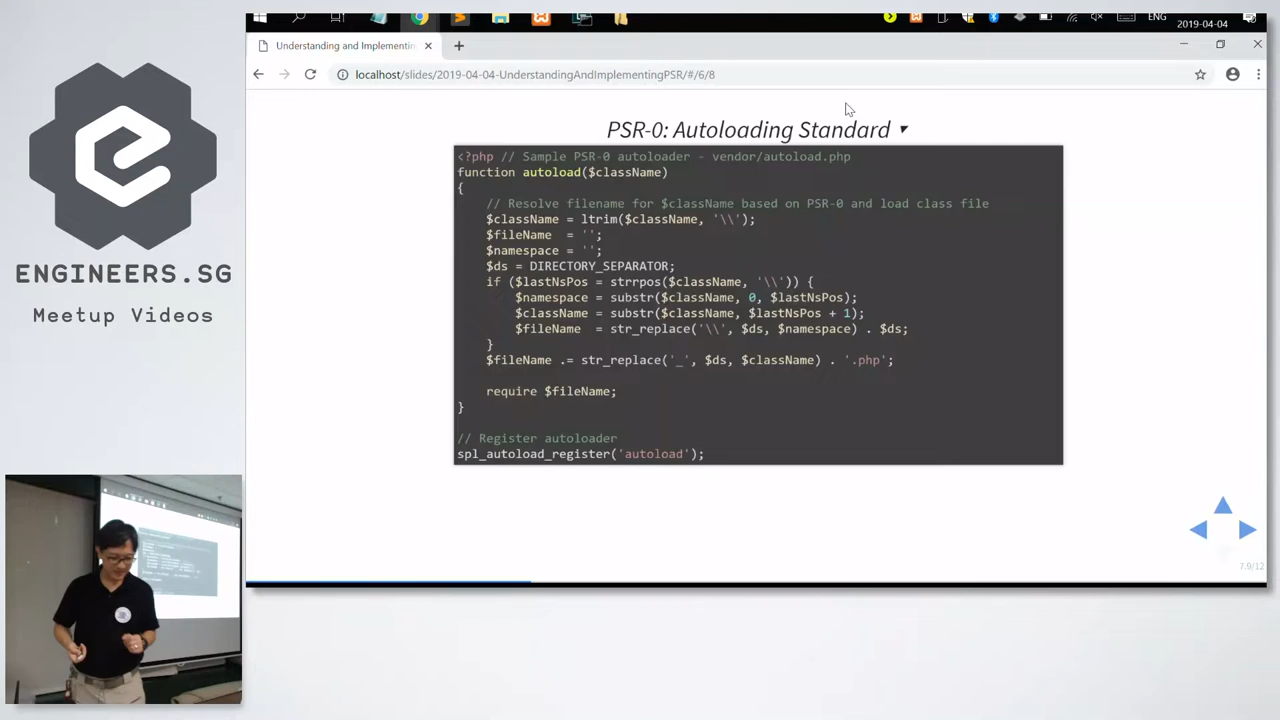 ENGINEERS.SG
Meetup Videos
ENG
2019-04-04
Understanding and Implementin
localhost/slides/2019-04-04-UnderstandingAndImplementingPSR/#/6/8
PSR-0: Autoloading Standard
<?php // Sample PSR-0 autoloader - vendor/autoload.php
function autoload($className)
{
    // Resolve filename for $className based on PSR-0 and load class file
    $className = ltrim($className, '\\');
    $fileName  = '';
    $namespace = '';
    $ds = DIRECTORY_SEPARATOR;
    if ($lastNsPos = strrpos($className, '\\')) {
        $namespace = substr($className, 0, $lastNsPos);
        $className = substr($className, $lastNsPos + 1);
        $fileName  = str_replace('\\', $ds, $namespace) . $ds;
    }
    $fileName .= str_replace('_', $ds, $className) . '.php';
    require $fileName;
}
// Register autoloader
spl_autoload_register('autoload');
7.9/12